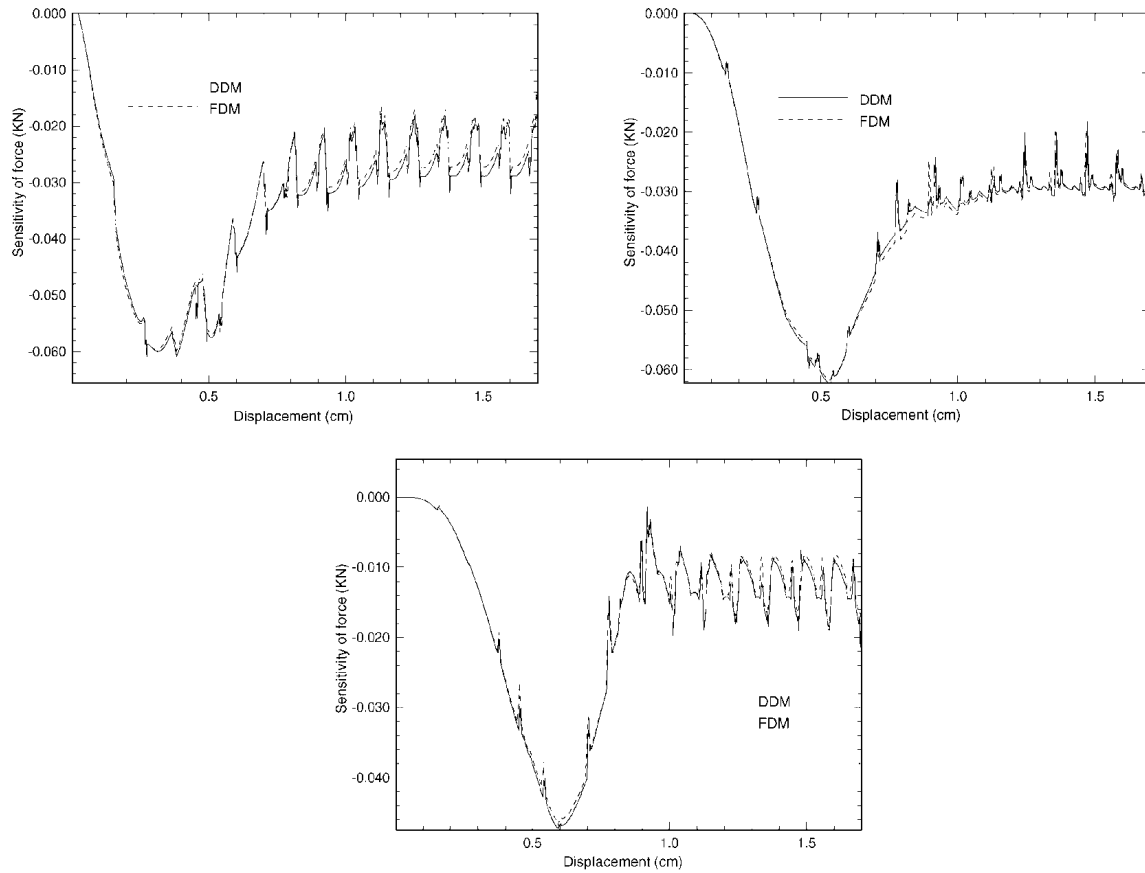 0.000
-0.010
-0.020
-0.030
-0.040
-0.050
-0.060
Sensitivity of force (KN)
DDM
FDM
0.5
1.0
1.5
Displacement (cm)
0.000
-0.010
-0.020
-0.030
-0.040
-0.050
-0.060
Sensitivity of force (KN)
DDM
FDM
0.5
1.0
1.5
Displacement (cm)
0.000
-0.010
-0.020
-0.030
-0.040
Sensitivity of force (KN)
DDM
FDM
0.5
1.0
1.5
Displacement (cm)